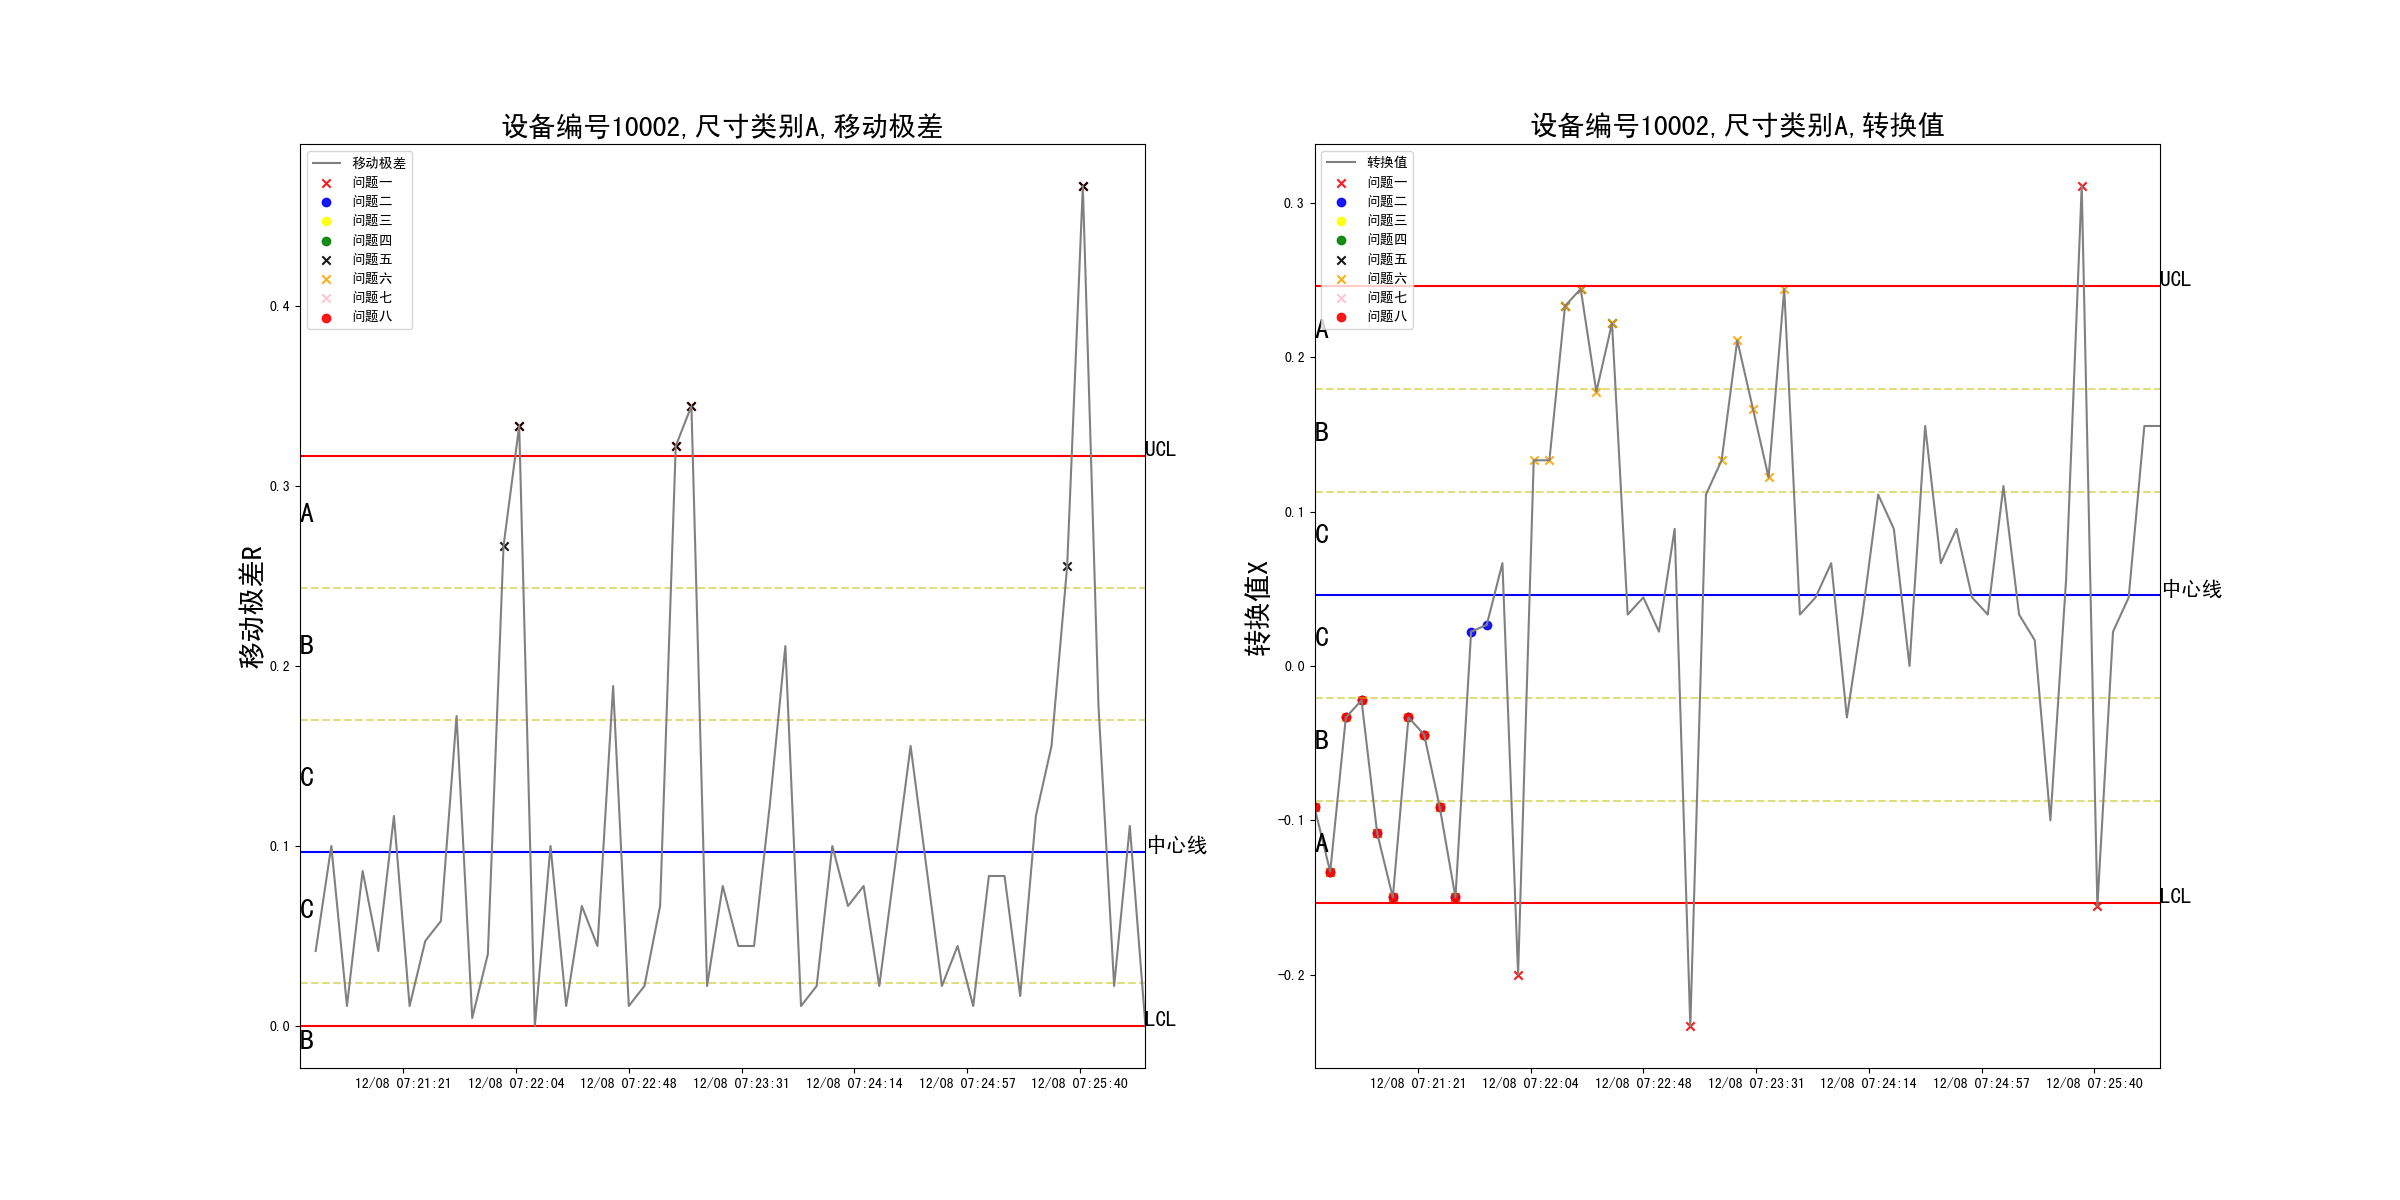 设备编号10002,尺寸类别A,移动极差
移动极差
问题一
问题二
问题三
问题四
问题五
问题六
问题七
问题八
移动极差R
0.4
0.3
0.2
0.1
0.0
A
B
C
C
B
UCL
中心线
LCL
12/08 07:21:21
12/08 07:22:04
12/08 07:22:48
12/08 07:23:31
12/08 07:24:14
12/08 07:24:57
12/08 07:25:40
设备编号10002,尺寸类别A,转换值
转换值
问题一
问题二
问题三
问题四
问题五
问题六
问题七
问题八
转换值X
0.3
0.2
0.1
0.0
-0.1
-0.2
A
B
C
C
B
A
UCL
中心线
LCL
12/08 07:21:21
12/08 07:22:04
12/08 07:22:48
12/08 07:23:31
12/08 07:24:14
12/08 07:24:57
12/08 07:25:40